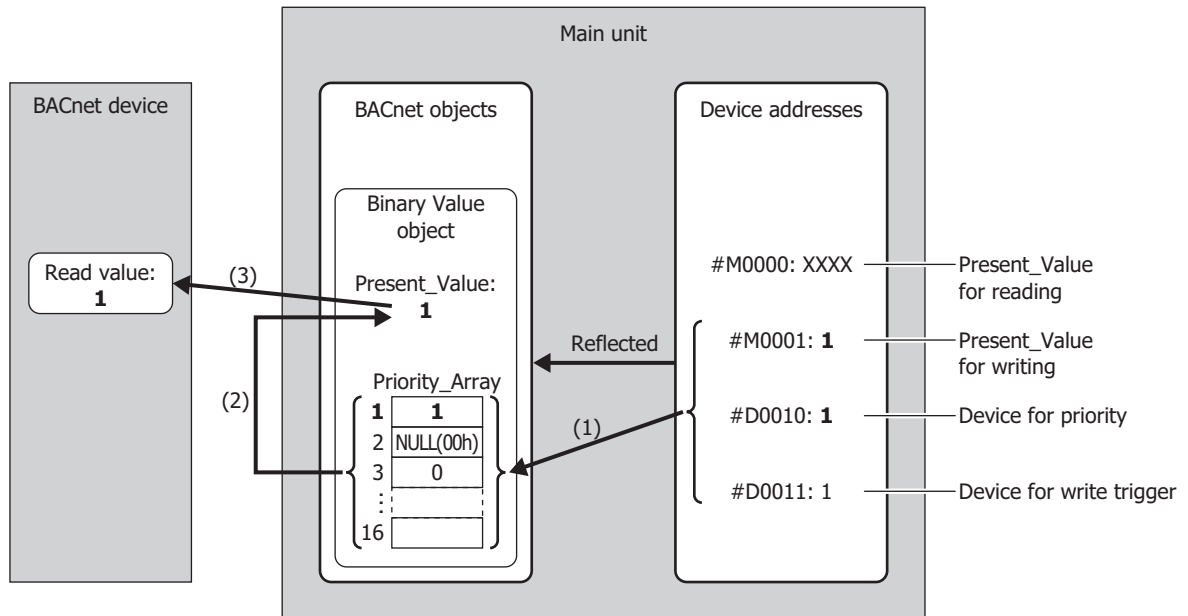 Main unit
BACnet device
BACnet objects
Device addresses
Binary Value
object
Read value:
1
(3)
Present_Value:
1
#M0000: XXXX
Present_Value
for reading
Reflected
#M0001: 1
Present_Value
for writing
(2)
Priority_Array
1 1
2 NULL(00h)
3 0
:
16
(1)
#D0010: 1
Device for priority
#D0011: 1
Device for write trigger